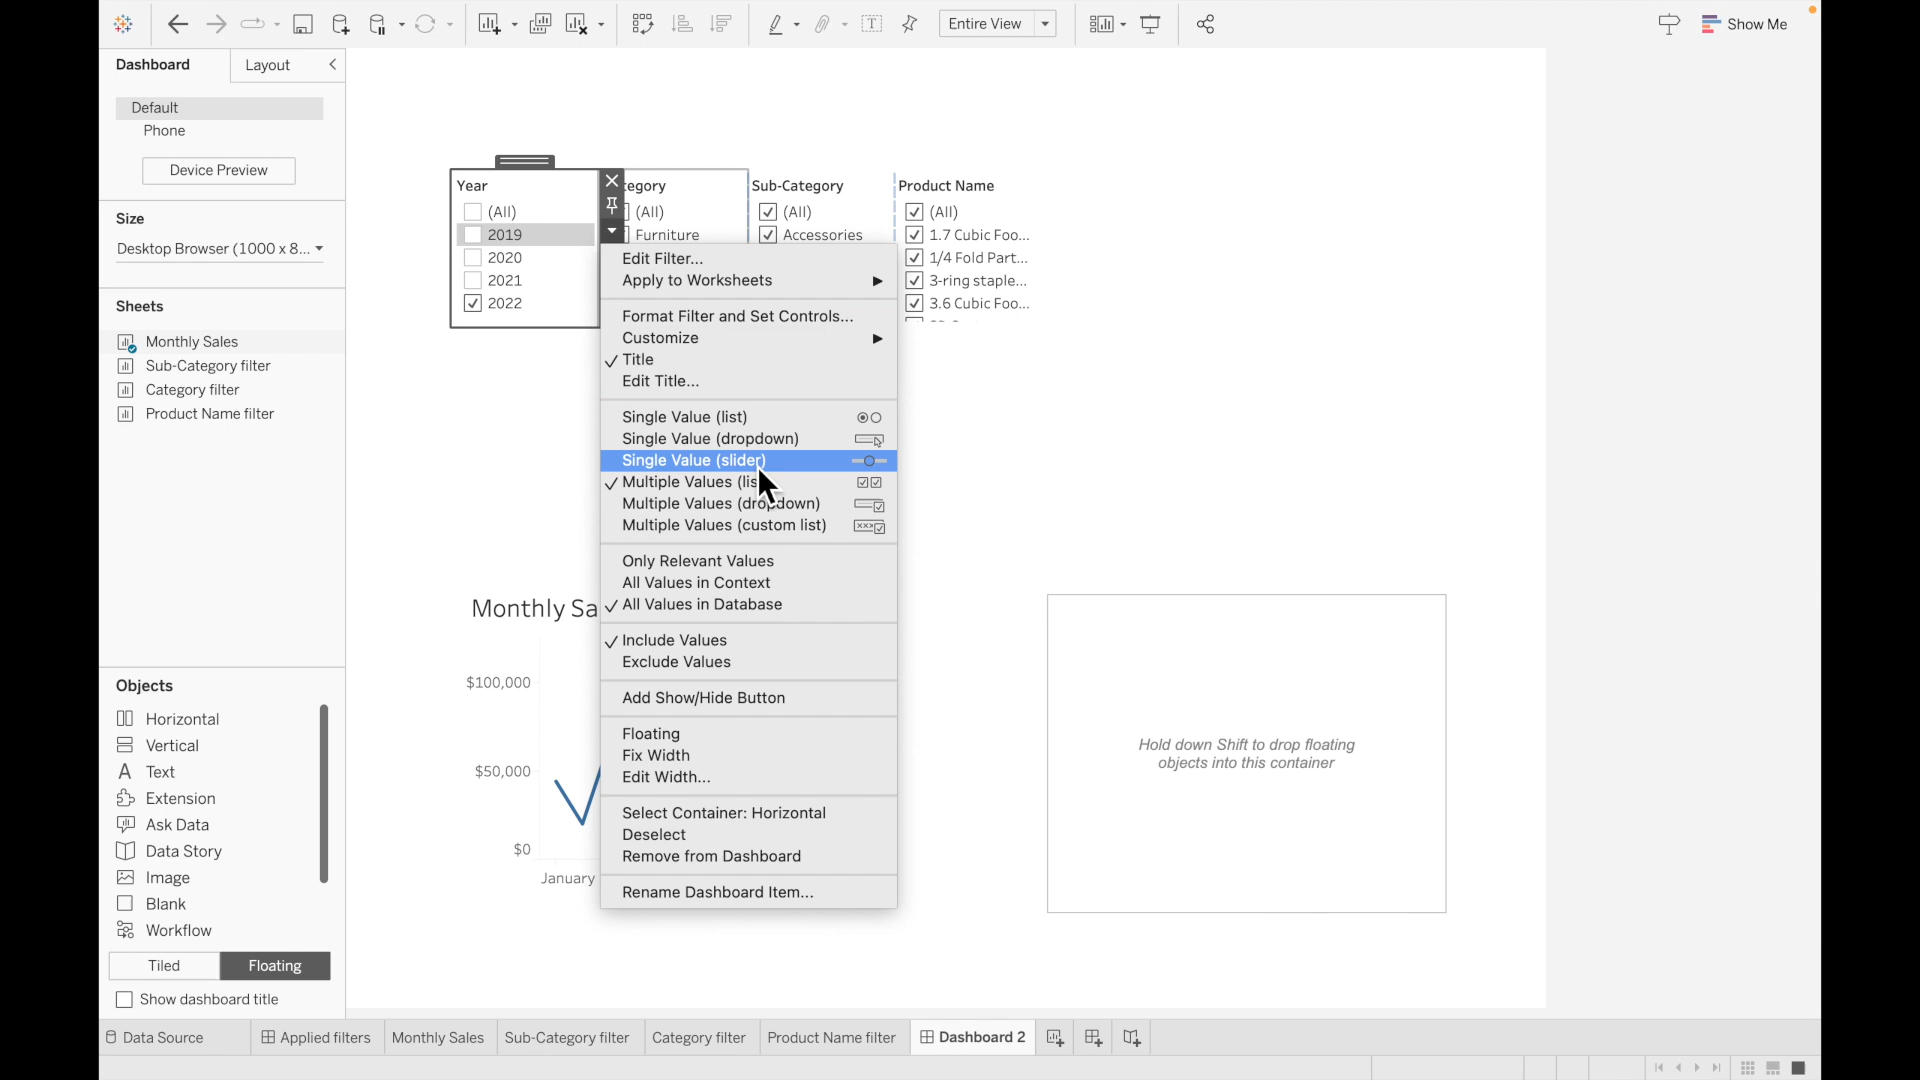 Entire View
Show Me
Dashboard
Layout
Default
Phone
Device Preview
Size
Desktop Browser (1000 x 8...
Sheets
Monthly Sales
Sub-Category filter
Category filter
Product Name filter
Objects
Horizontal
Vertical
Text
Extension
Ask Data
Data Story
Image
Blank
Workflow
Tiled
Floating
Show dashboard title
Year
(All)
2019
2020
2021
2022
tegory
(All)
Furniture
Sub-Category
(All)
Accessories
Product Name
(All)
1.7 Cubic Foo...
1/4 Fold Part...
3-ring staple...
3.6 Cubic Foo...
Edit Filter...
Apply to Worksheets
Format Filter and Set Controls...
Customize
Title
Edit Title...
Single Value (list)
Single Value (dropdown)
Single Value (slider)
Multiple Values (lis
Multiple Values (dropdown)
Multiple Values (custom list)
Only Relevant Values
All Values in Context
All Values in Database
Include Values
Exclude Values
Add Show/Hide Button
Floating
Fix Width
Edit Width...
Select Container: Horizontal
Deselect
Remove from Dashboard
Rename Dashboard Item...
Monthly Sa
$100,000
$50,000
$0
January
Hold down Shift to drop floating
objects into this container
Data Source
Applied filters
Monthly Sales
Sub-Category filter
Category filter
Product Name filter
Dashboard 2